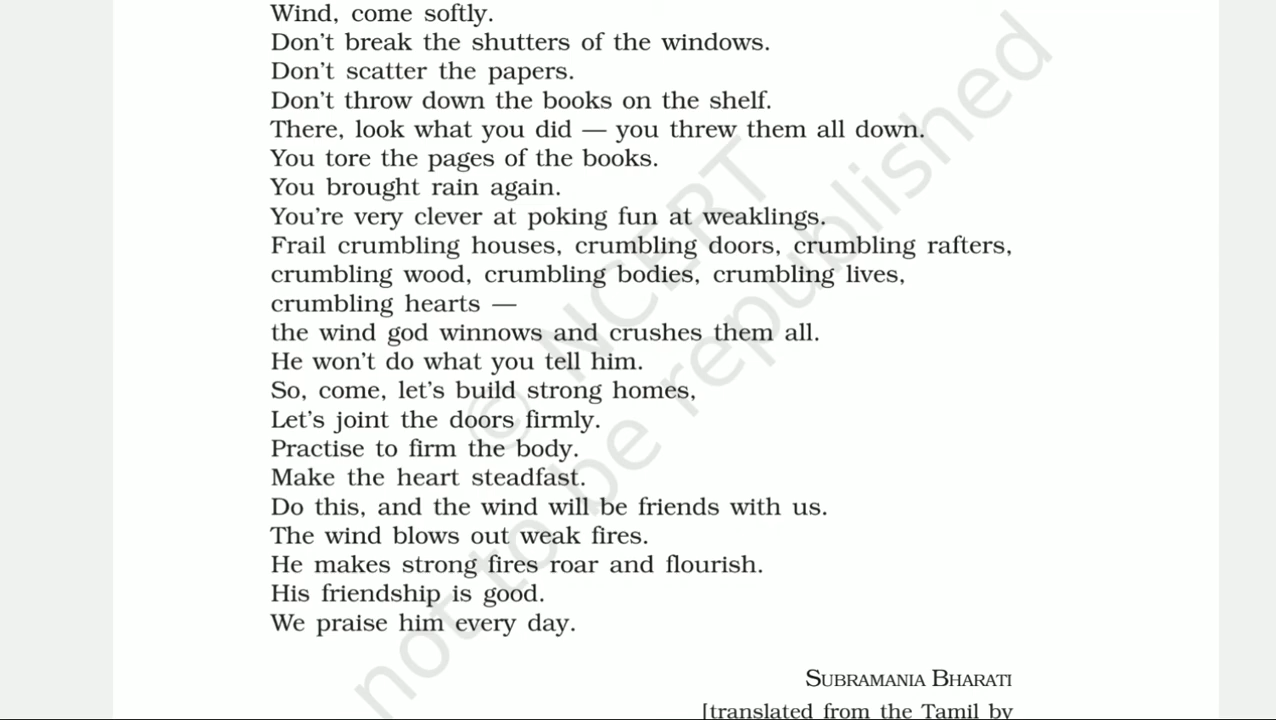 Wind, come softly.
Don't break the shutters of the windows.
Don't scatter the papers.
Don't throw down the books on the shelf.
There, look what you did — you threw them all down.
You tore the pages of the books.
You brought rain again.
You're very clever at poking fun at weaklings.
Frail crumbling houses, crumbling doors, crumbling rafters,
crumbling wood, crumbling bodies, crumbling lives,
crumbling hearts —
the wind god winnows and crushes them all.
He won't do what you tell him.
So, come, let's build strong homes,
Let's joint the doors firmly.
Practise to firm the body.
Make the heart steadfast.
Do this, and the wind will be friends with us.
The wind blows out weak fires.
He makes strong fires roar and flourish.
His friendship is good.
We praise him every day.
SUBRAMANIA BHARATI
[translated from the Tamil by
© NCERT
not to be republished